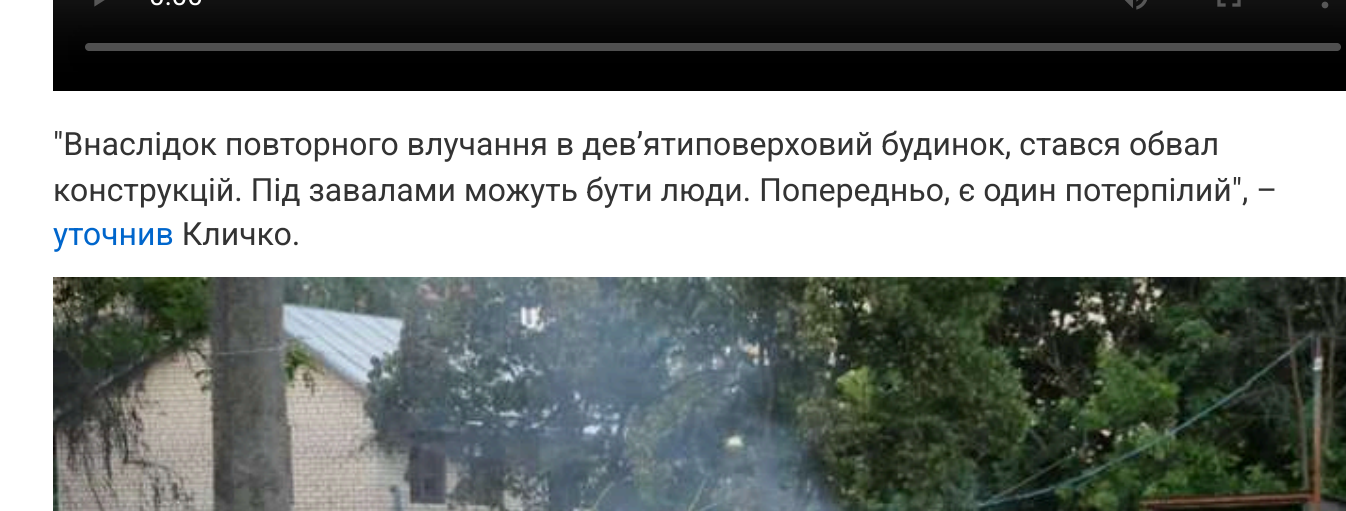 "Внаслідок повторного влучання в дев’ятиповерховий будинок, стався обвал
конструкцій. Під завалами можуть бути люди. Попередньо, є один потерпілий", –
уточнив Кличко.